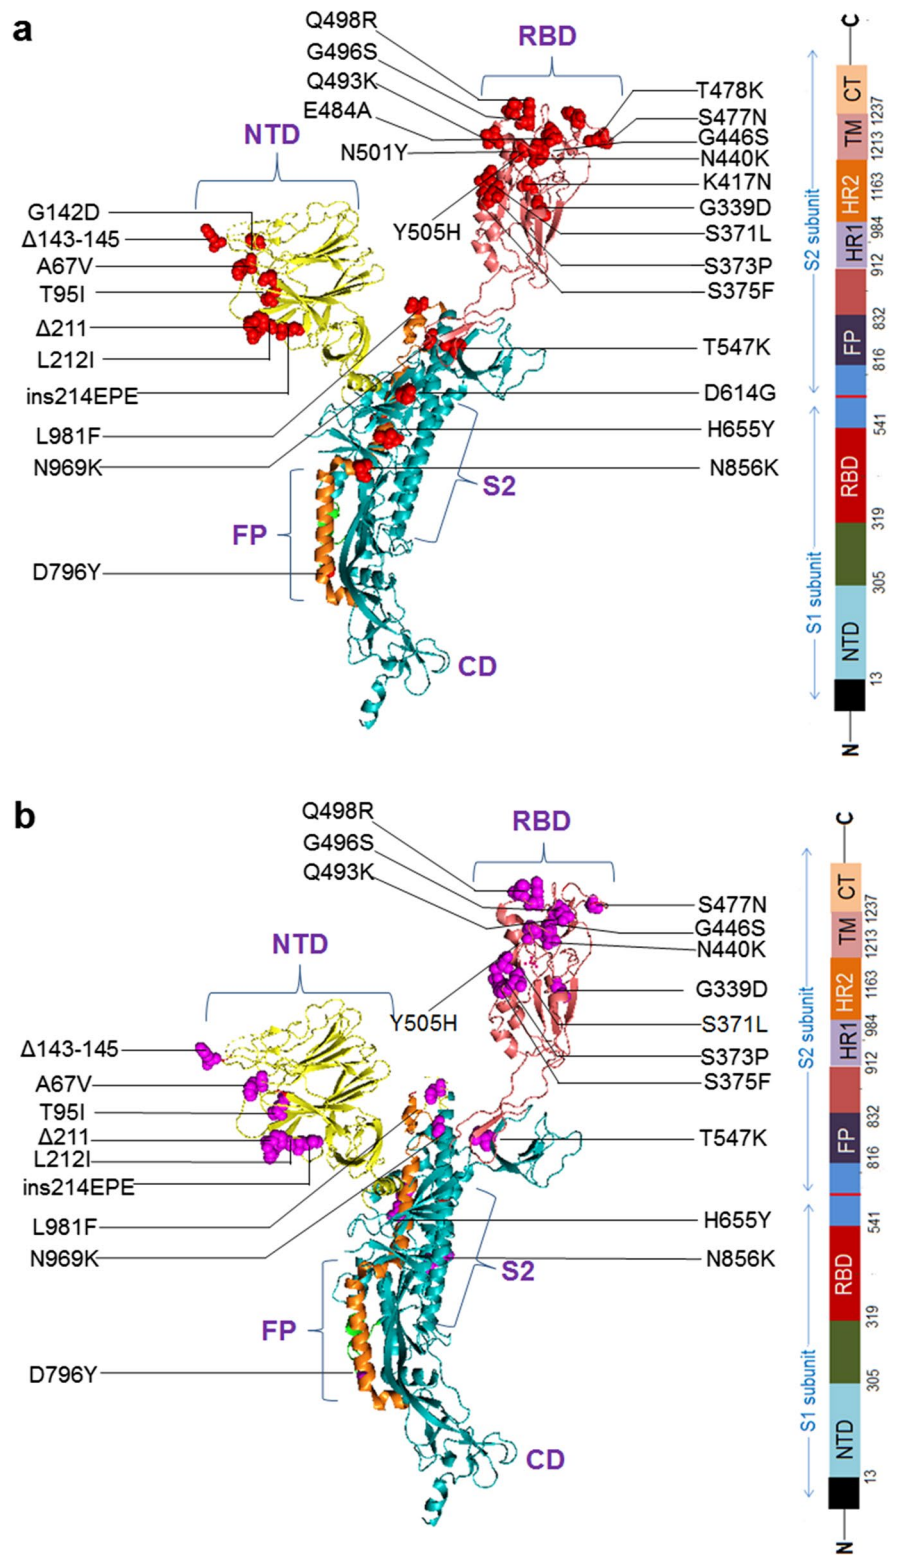 a
Q498R
G496S
Q493K
E484A
N501Y
RBD
T478K
S477N
G446S
N440K
K417N
G339D
S371L
S373P
S375F
Y505H
NTD
G142D
Δ143-145
A67V
T95I
Δ211
L212I
ins214EPE
L981F
N969K
T547K
D614G
H655Y
N856K
S2
FP
D796Y
CD
C
CT
1237
TM
1213
HR2
1163
984
HR1
912
832
FP
816
541
RBD
319
305
NTD
13
N
S2 subunit
S1 subunit
b
Q498R
G496S
Q493K
RBD
S477N
G446S
N440K
G339D
S371L
S373P
S375F
Y505H
NTD
Δ143-145
A67V
T95I
Δ211
L212I
ins214EPE
L981F
N969K
T547K
H655Y
N856K
S2
FP
D796Y
CD
C
CT
1237
TM
1213
HR2
1163
984
HR1
912
832
FP
816
541
RBD
319
305
NTD
13
N
S2 subunit
S1 subunit